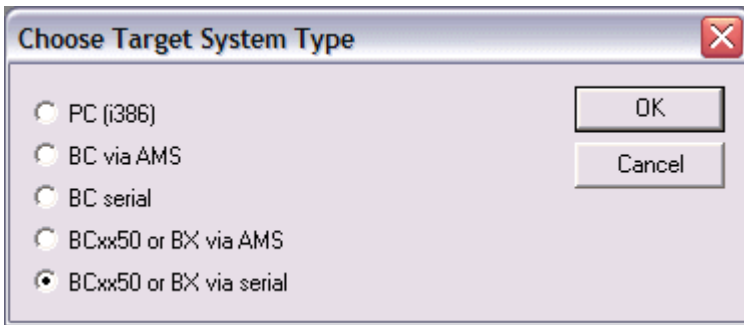 Choose Target System Type
PC (i386)
OK
BC via AMS
Cancel
BC serial
BCxx50 or BX via AMS
BCxx50 or BX via serial